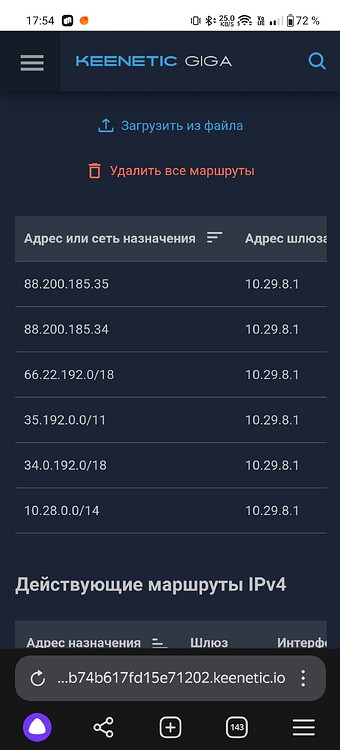 17:54 25,0 КБ/s 72 %
KEENETIC GIGA
Загрузить из файла
Удалить все маршруты
Адрес или сеть назначения Адрес шлюза
88.200.185.35 10.29.8.1
88.200.185.34 10.29.8.1
66.22.192.0/18 10.29.8.1
35.192.0.0/11 10.29.8.1
34.0.192.0/18 10.29.8.1
10.28.0.0/14 10.29.8.1
Действующие маршруты IPv4
Адрес назначения Шлюз Интерф
...b74b617fd15e71202.keenetic.io
143